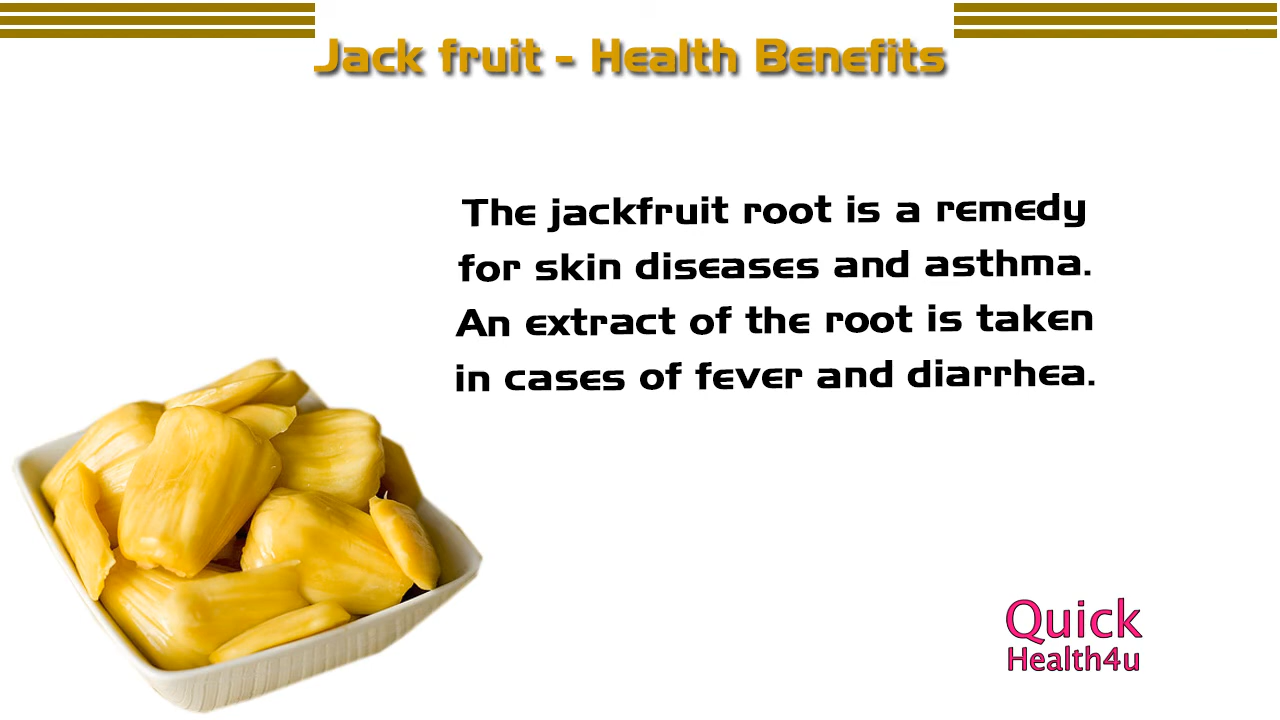 Jack fruit - Health Benefits
The jackfruit root is a remedy
for skin diseases and asthma.
An extract of the root is taken
in cases of fever and diarrhea.
Quick
Health4u